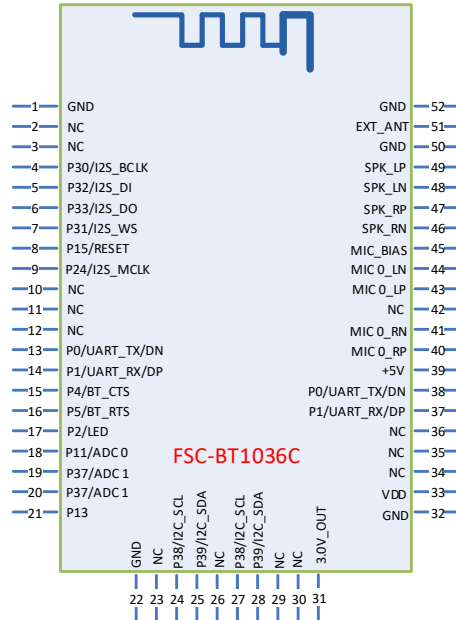 1 GND
2 NC
3 NC
4 P30/I2S_BCLK
5 P32/I2S_DI
6 P33/I2S_DO
7 P31/I2S_WS
8 P15/RESET
9 P24/I2S_MCLK
10 NC
11 NC
12 NC
13 P0/UART_TX/DN
14 P1/UART_RX/DP
15 P4/BT_CTS
16 P5/BT_RTS
17 P2/LED
18 P11/ADC 0
19 P37/ADC 1
20 P37/ADC 1
21 P13
FSC-BT1036C
GND 22
NC 23
P38/I2C_SCL 24
P39/I2C_SDA 25
NC 26
P38/I2C_SCL 27
P39/I2C_SDA 28
NC 29
NC 30
3.0V_OUT 31
GND 52
EXT_ANT 51
GND 50
SPK_LP 49
SPK_LN 48
SPK_RP 47
SPK_RN 46
MIC_BIAS 45
MIC 0_LN 44
MIC 0_LP 43
NC 42
MIC 0_RN 41
MIC 0_RP 40
+5V 39
P0/UART_TX/DN 38
P1/UART_RX/DP 37
NC 36
NC 35
NC 34
VDD 33
GND 32